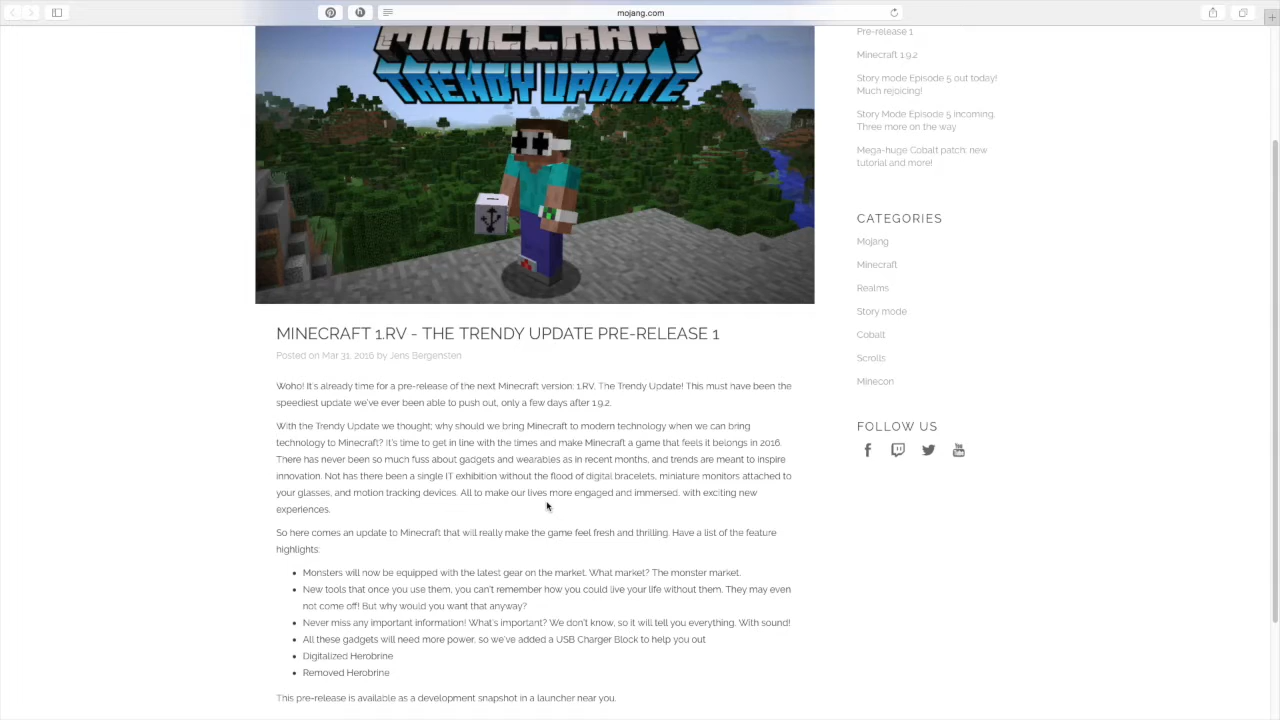 mojang.com
MINECRAFT
TRENDY UPDATE
MINECRAFT 1.RV - THE TRENDY UPDATE PRE-RELEASE 1
Posted on Mar 31, 2016 by Jens Bergensten
Woho! It's already time for a pre-release of the next Minecraft version: 1.RV, The Trendy Update! This must have been the
speediest update we've ever been able to push out, only a few days after 1.9.2.
With the Trendy Update we thought; why should we bring Minecraft to modern technology when we can bring
technology to Minecraft? It's time to get in line with the times and make Minecraft a game that feels it belongs in 2016.
There has never been so much fuss about gadgets and wearables as in recent months, and trends are meant to inspire
innovation. Not has there been a single IT exhibition without the flood of digital bracelets, miniature monitors attached to
your glasses, and motion tracking devices. All to make our lives more engaged and immersed, with exciting new
experiences.
So here comes an update to Minecraft that will really make the game feel fresh and thrilling. Have a list of the feature
highlights:
• Monsters will now be equipped with the latest gear on the market. What market? The monster market.
• New tools that once you use them, you can't remember how you could live your life without them. They may even
not come off! But why would you want that anyway?
• Never miss any important information! What's important? We don't know, so it will tell you everything. With sound!
• All these gadgets will need more power, so we've added a USB Charger Block to help you out
• Digitalized Herobrine
• Removed Herobrine
This pre-release is available as a development snapshot in a launcher near you.
Pre-release 1
Minecraft 1.9.2
Story mode Episode 5 out today!
Much rejoicing!
Story Mode Episode 5 incoming.
Three more on the way
Mega-huge Cobalt patch: new
tutorial and more!
CATEGORIES
Mojang
Minecraft
Realms
Story mode
Cobalt
Scrolls
Minecon
FOLLOW US